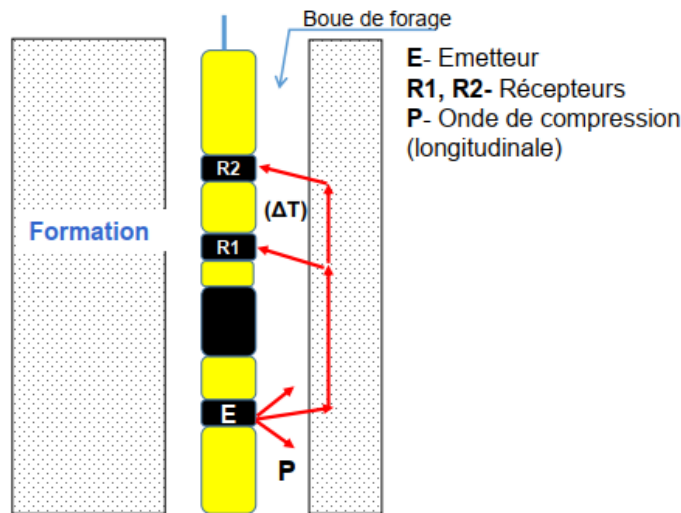 Boue de forage
E- Emetteur
R1, R2- Récepteurs
P- Onde de compression
(longitudinale)
R2
(ΔT)
Formation
R1
E
P